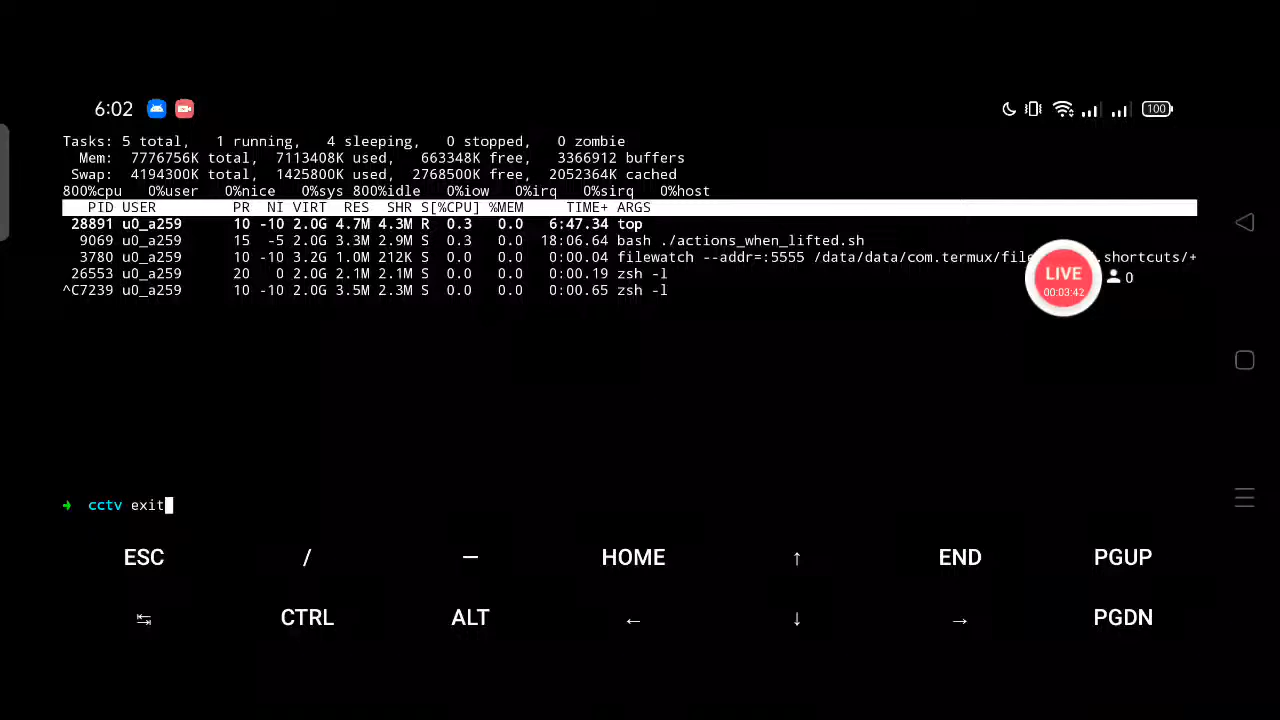 6:02 100
Tasks: 5 total, 1 running, 4 sleeping, 0 stopped, 0 zombie
Mem: 7776756K total, 7113408K used, 663348K free, 3366912 buffers
Swap: 4194300K total, 1425800K used, 2768500K free, 2052364K cached
800%cpu 0%user 0%nice 0%sys 800%idle 0%iow 0%irq 0%sirq 0%host
PID USER PR NI VIRT RES SHR S[%CPU] %MEM TIME+ ARGS
28891 u0_a259 10 -10 2.0G 4.7M 4.3M R 0.3 0.0 6:47.34 top
9069 u0_a259 15 -5 2.0G 3.3M 2.9M S 0.3 0.0 18:06.64 bash ./actions_when_lifted.sh
3780 u0_a259 10 -10 3.2G 1.0M 212K S 0.0 0.0 0:00.04 filewatch --addr=:5555 /data/data/com.termux/file .shortcuts/+
26553 u0_a259 20 0 2.0G 2.1M 2.1M S 0.0 0.0 0:00.19 zsh -l
^C7239 u0_a259 10 -10 2.0G 3.5M 2.3M S 0.0 0.0 0:00.65 zsh -l
LIVE
00:03:42
0
➜ cctv exit
ESC / — HOME ↑ END PGUP
↹ CTRL ALT ← ↓ → PGDN